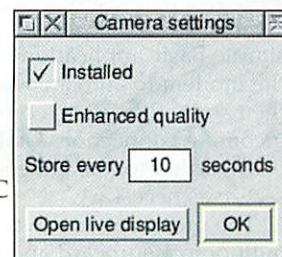 Camera settings
Installed
Enhanced quality
Store every 10 seconds
Open live display OK
C